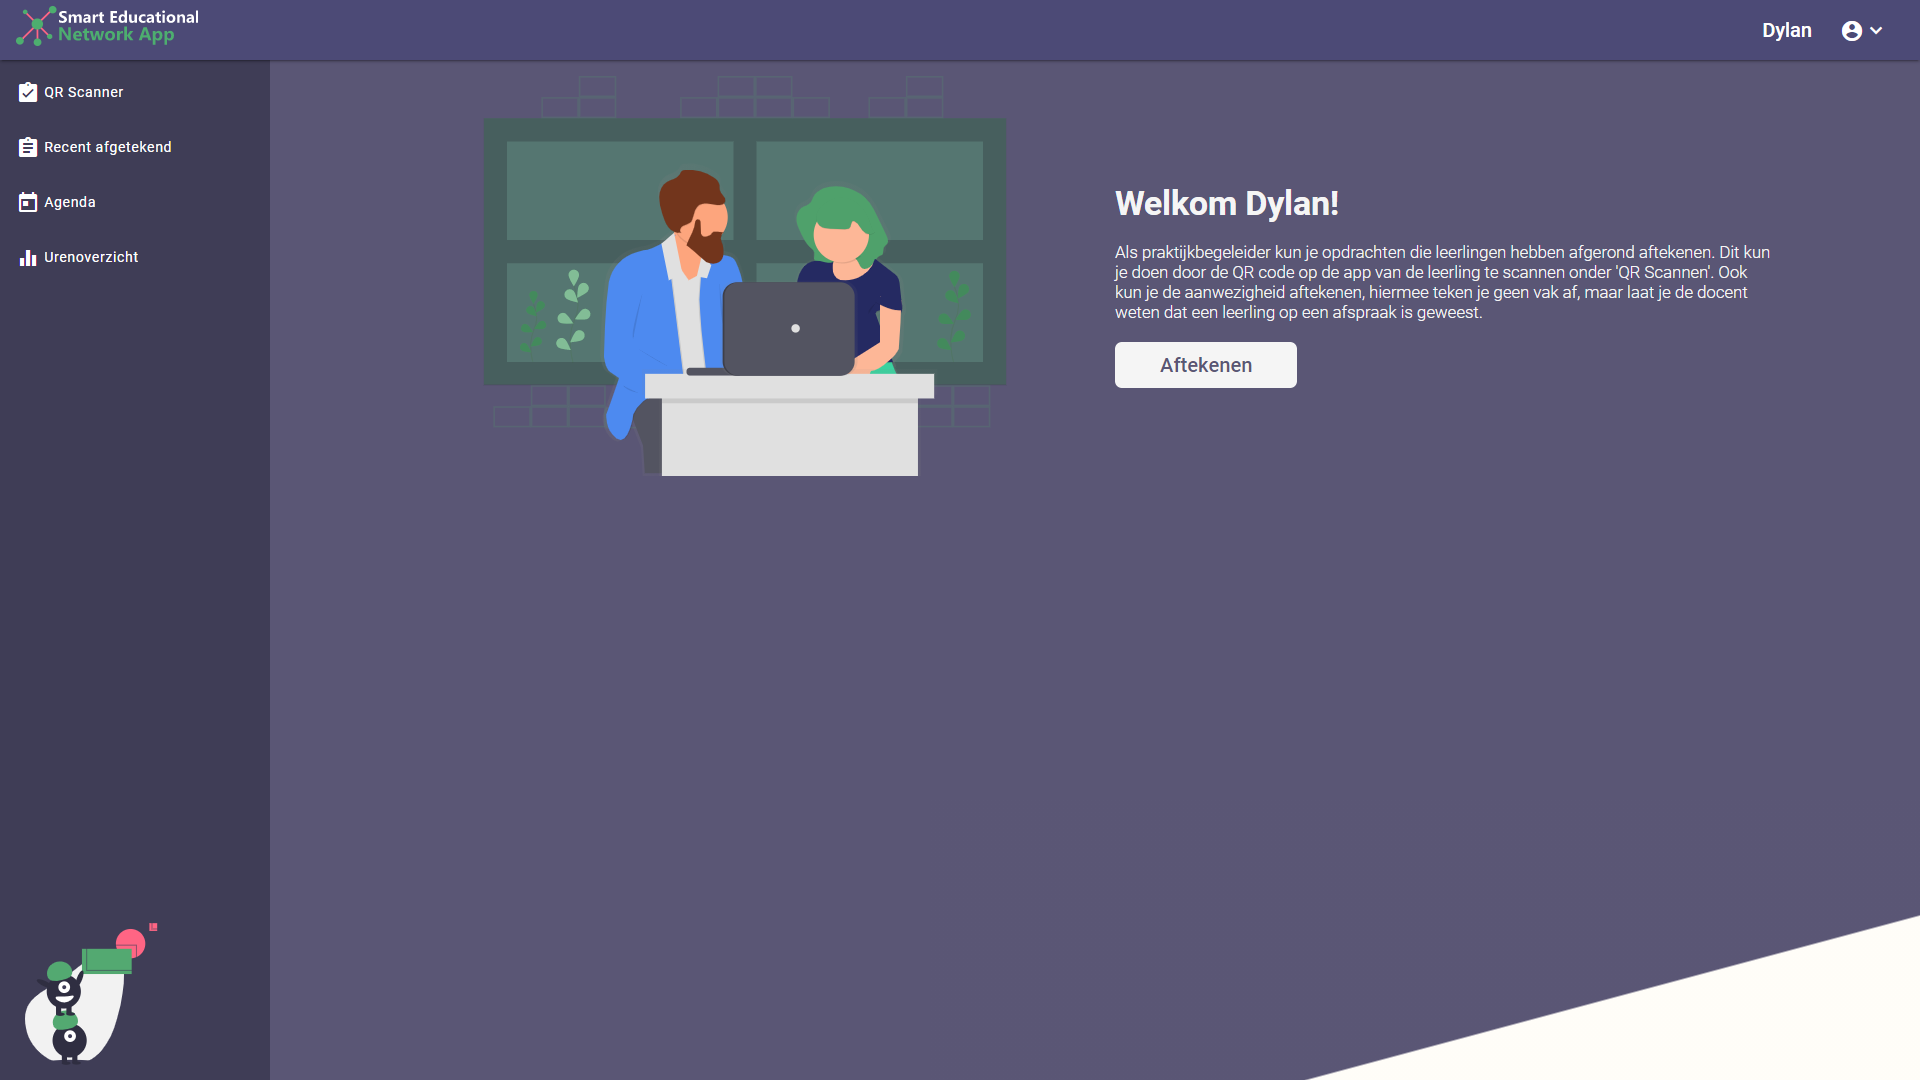 Smart Educational
Network App
Dylan
QR Scanner
Recent afgetekend
Agenda
Urenoverzicht
Welkom Dylan!
Als praktijkbegeleider kun je opdrachten die leerlingen hebben afgerond aftekenen. Dit kun
je doen door de QR code op de app van de leerling te scannen onder 'QR Scannen'. Ook
kun je de aanwezigheid aftekenen, hiermee teken je geen vak af, maar laat je de docent
weten dat een leerling op een afspraak is geweest.
Aftekenen